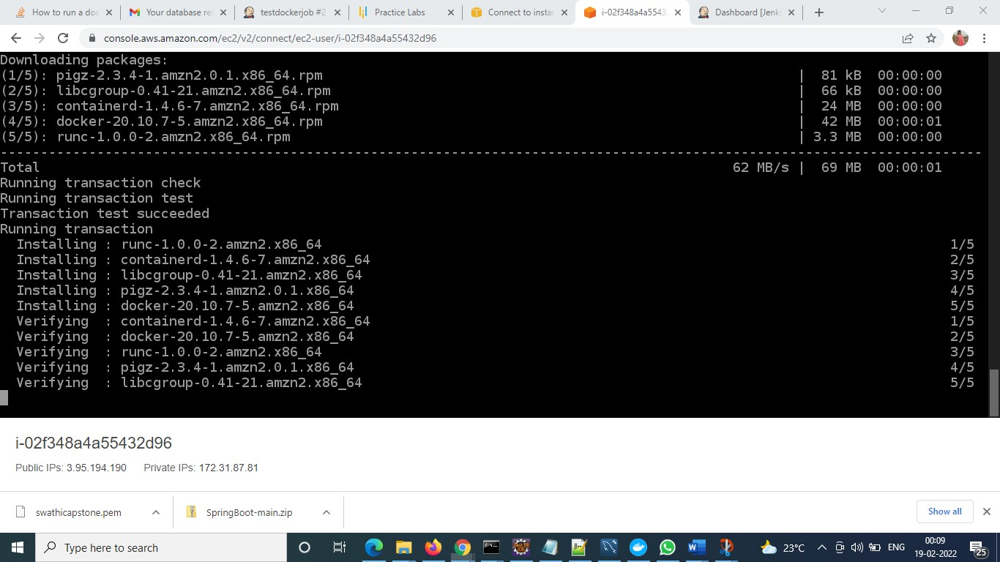 How to run a doc
Your database re
testdockerjob #2
Practice Labs
Connect to insta
i-02f348a4a5543
Dashboard [Jenk
console.aws.amazon.com/ec2/v2/connect/ec2-user/i-02f348a4a55432d96
Downloading packages:
(1/5): pigz-2.3.4-1.amzn2.0.1.x86_64.rpm | 81 kB 00:00:00
(2/5): libcgroup-0.41-21.amzn2.x86_64.rpm | 66 kB 00:00:00
(3/5): containerd-1.4.6-7.amzn2.x86_64.rpm | 24 MB 00:00:00
(4/5): docker-20.10.7-5.amzn2.x86_64.rpm | 42 MB 00:00:01
(5/5): runc-1.0.0-2.amzn2.x86_64.rpm | 3.3 MB 00:00:00
--------------------------------------------------------------------------------------------------------------------------
Total 62 MB/s | 69 MB 00:00:01
Running transaction check
Running transaction test
Transaction test succeeded
Running transaction
Installing : runc-1.0.0-2.amzn2.x86_64 1/5
Installing : containerd-1.4.6-7.amzn2.x86_64 2/5
Installing : libcgroup-0.41-21.amzn2.x86_64 3/5
Installing : pigz-2.3.4-1.amzn2.0.1.x86_64 4/5
Installing : docker-20.10.7-5.amzn2.x86_64 5/5
Verifying : containerd-1.4.6-7.amzn2.x86_64 1/5
Verifying : docker-20.10.7-5.amzn2.x86_64 2/5
Verifying : runc-1.0.0-2.amzn2.x86_64 3/5
Verifying : pigz-2.3.4-1.amzn2.0.1.x86_64 4/5
Verifying : libcgroup-0.41-21.amzn2.x86_64 5/5
i-02f348a4a55432d96
Public IPs: 3.95.194.190 Private IPs: 172.31.87.81
swathicapstone.pem
SpringBoot-main.zip
Show all
Type here to search
23°C
ENG
00:09
19-02-2022
25